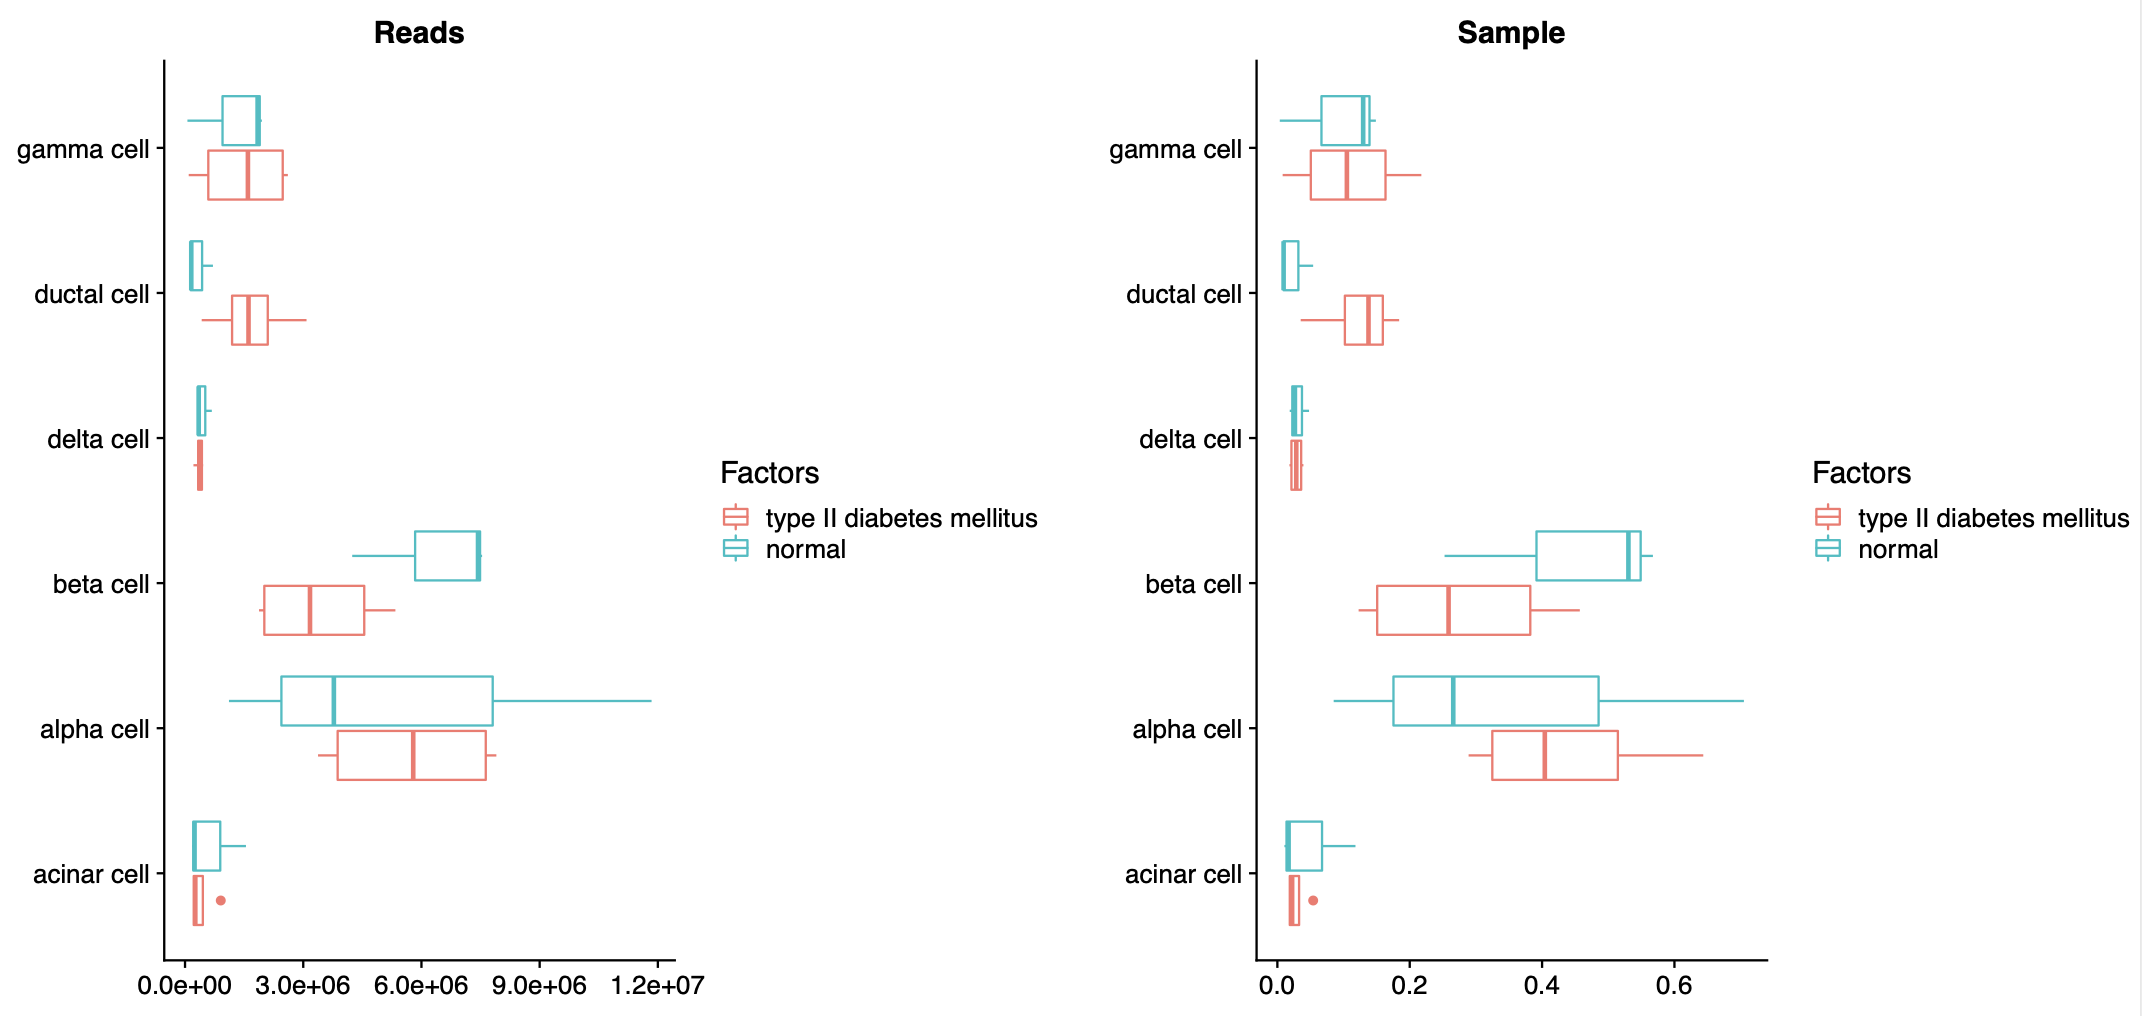 Reads
gamma cell
ductal cell
delta cell
beta cell
alpha cell
acinar cell
0.0e+00 3.0e+06 6.0e+06 9.0e+06 1.2e+07
Factors
type II diabetes mellitus
normal
Sample
gamma cell
ductal cell
delta cell
beta cell
alpha cell
acinar cell
0.0 0.2 0.4 0.6
Factors
type II diabetes mellitus
normal